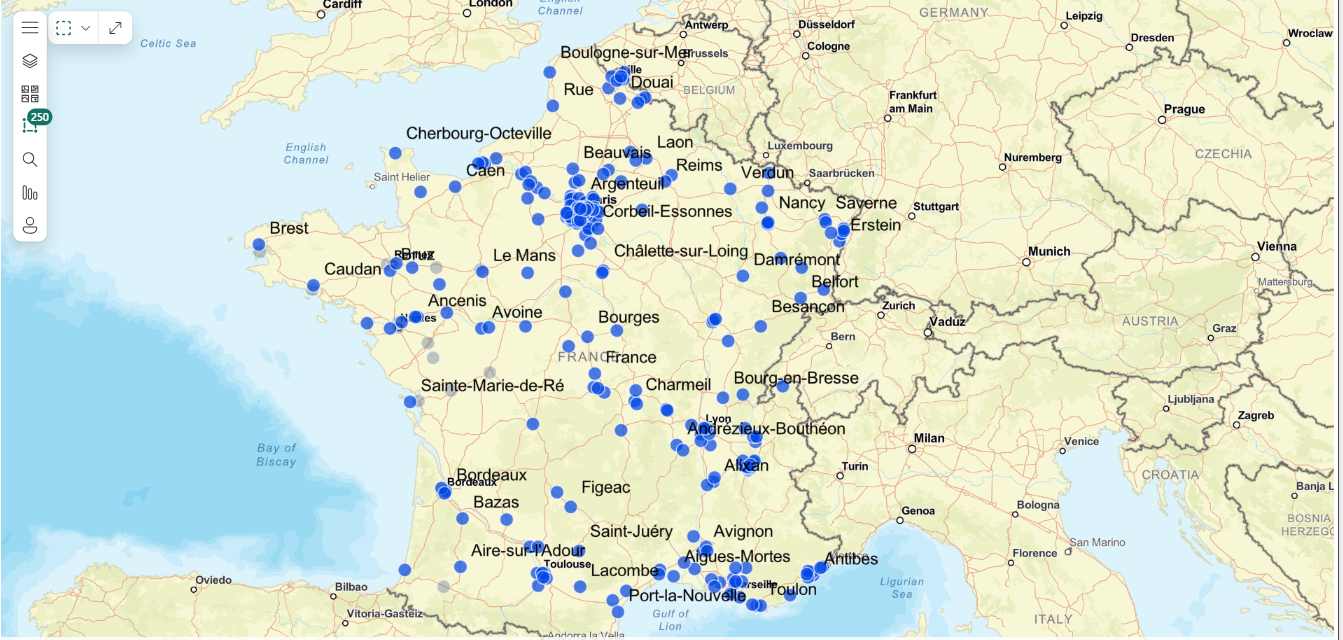 Cardiff
London
English
Channel
GERMANY
Leipzig
Antwerp
Düsseldorf
Dresden
Wroclaw
Celtic Sea
Boulogne-sur-Mer
Brussels
Cologne
ille
Douai
Rue
BELGIUM
Frankfurt
am Main
Prague
250
Cherbourg-Octeville
English
Channel
Laon
Luxembourg
Beauvais
Reims
Verdun
Saarbrücken
Nuremberg
CZECHIA
Saint Helier
Caen
Argenteuil
aris
Corbeil-Essonnes
Nancy
Saverne
Erstein
Stuttgart
Brest
Vienna
Munich
Bruz
Le Mans
Châlette-sur-Loing
Damrémont
Caudan
Belfort
Mattersburg
Ancenis
Avoine
Bourges
Besançon
Zurich
Vaduz
AUSTRIA
Graz
Bern
FRANCE
France
Sainte-Marie-de-Ré
Charmeil
Bourg-en-Bresse
Ljubljana
Zagreb
Lyon
Andrézieux-Bouthéon
Milan
Venice
Bay of
Biscay
Alixan
Turin
CROATIA
Bordeaux
Bordeaux
Figeac
Banja L
Bazas
Genoa
Bologna
BOSNIA
HERZEG
Saint-Juéry
Avignon
San Marino
Florence
Aire-sur-l'Adour
Toulouse
Aigues-Mortes
Antibes
Lacombe
Oviedo
Bilbao
arseille
Toulon
Ligurian
Sea
Port-la-Nouvelle
Vitoria-Gasteiz
Gulf of
Lion
ITALY
Andorra la Vella